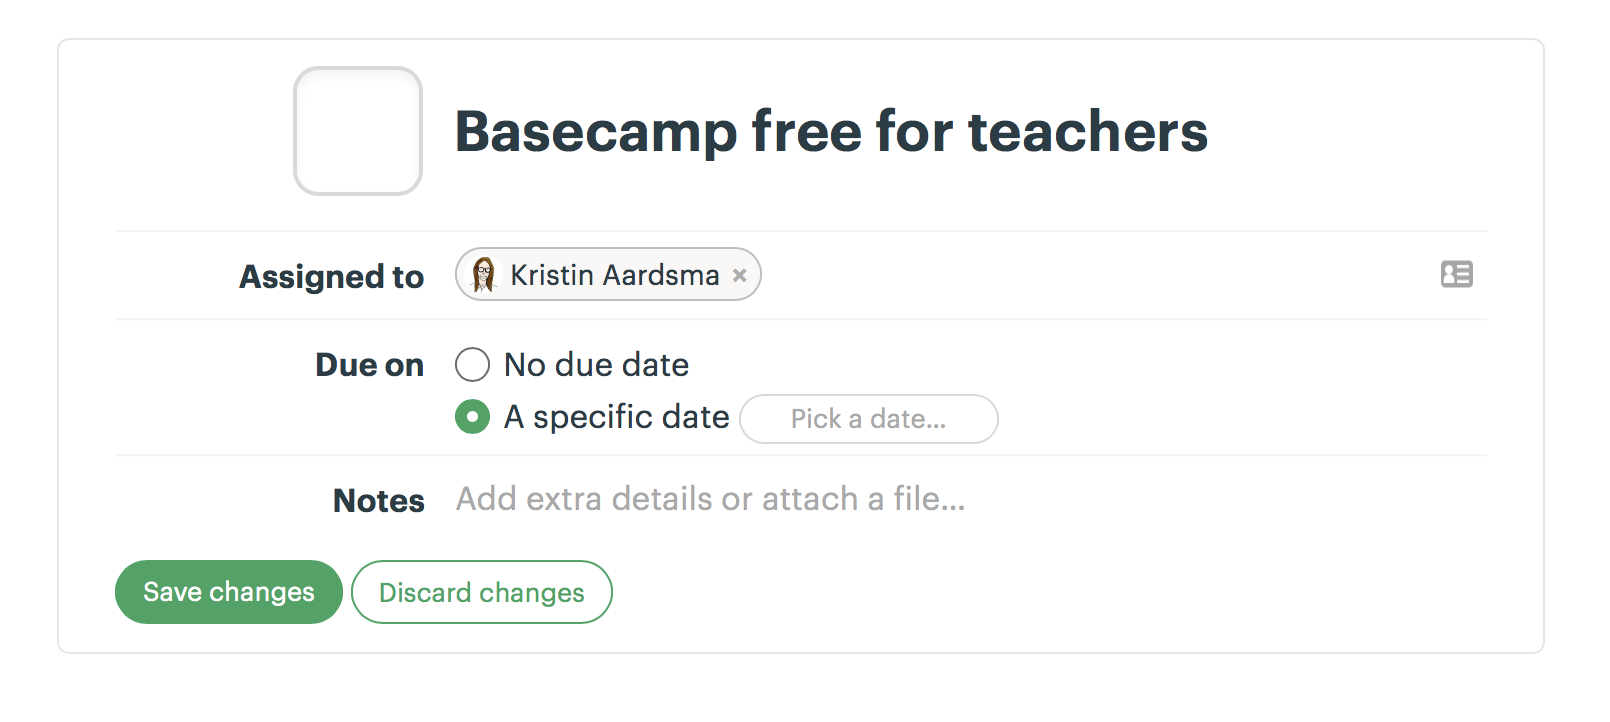 Basecamp free for teachers
Assigned to Kristin Aardsma ×
Due on No due date
A specific date Pick a date...
Notes Add extra details or attach a file...
Save changes Discard changes